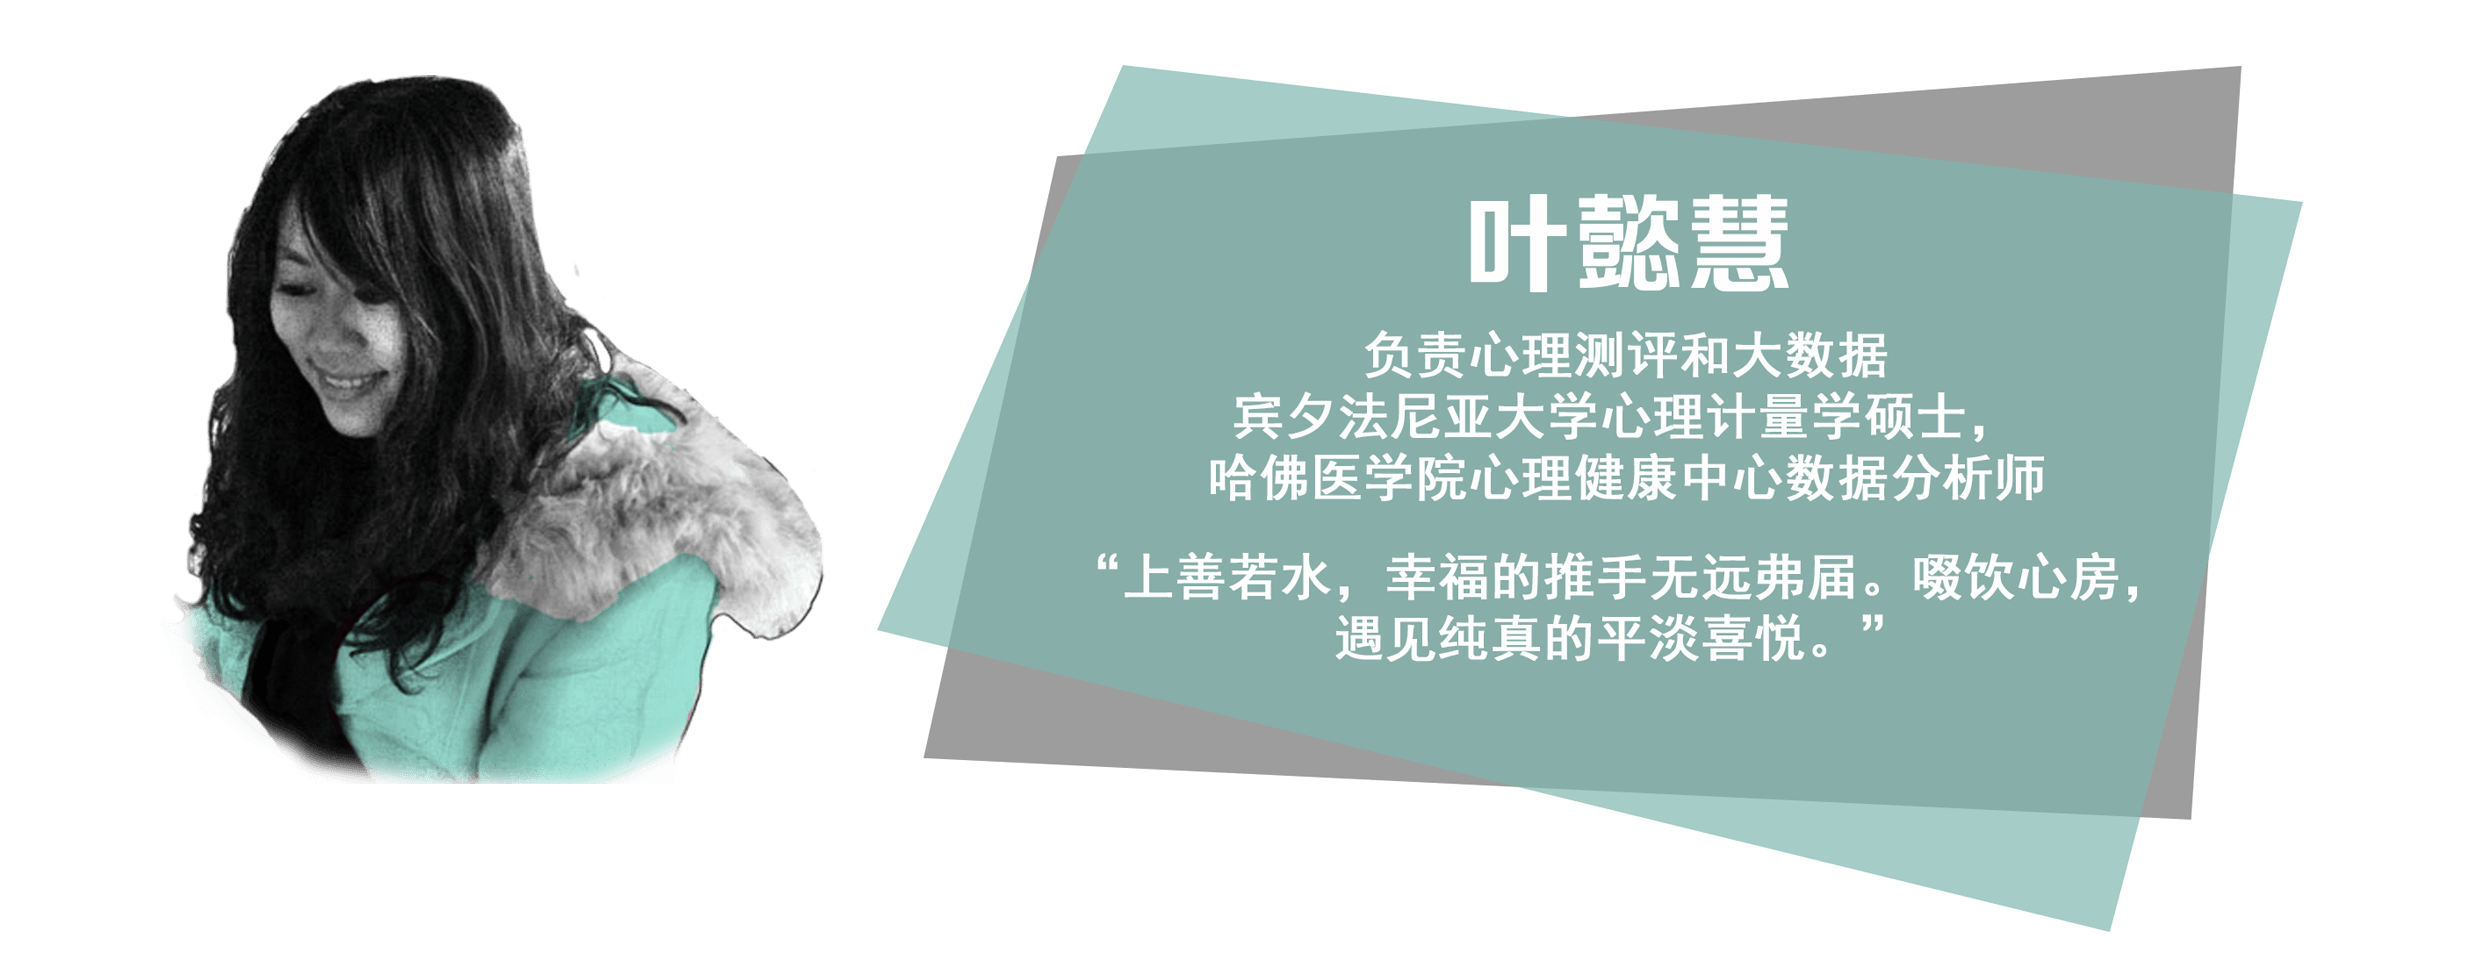 叶懿慧
负责心理测评和大数据
宾夕法尼亚大学心理计量学硕士，
哈佛医学院心理健康中心数据分析师
“上善若水，幸福的推手无远弗届。啜饮心房，
遇见纯真的平淡喜悦。”